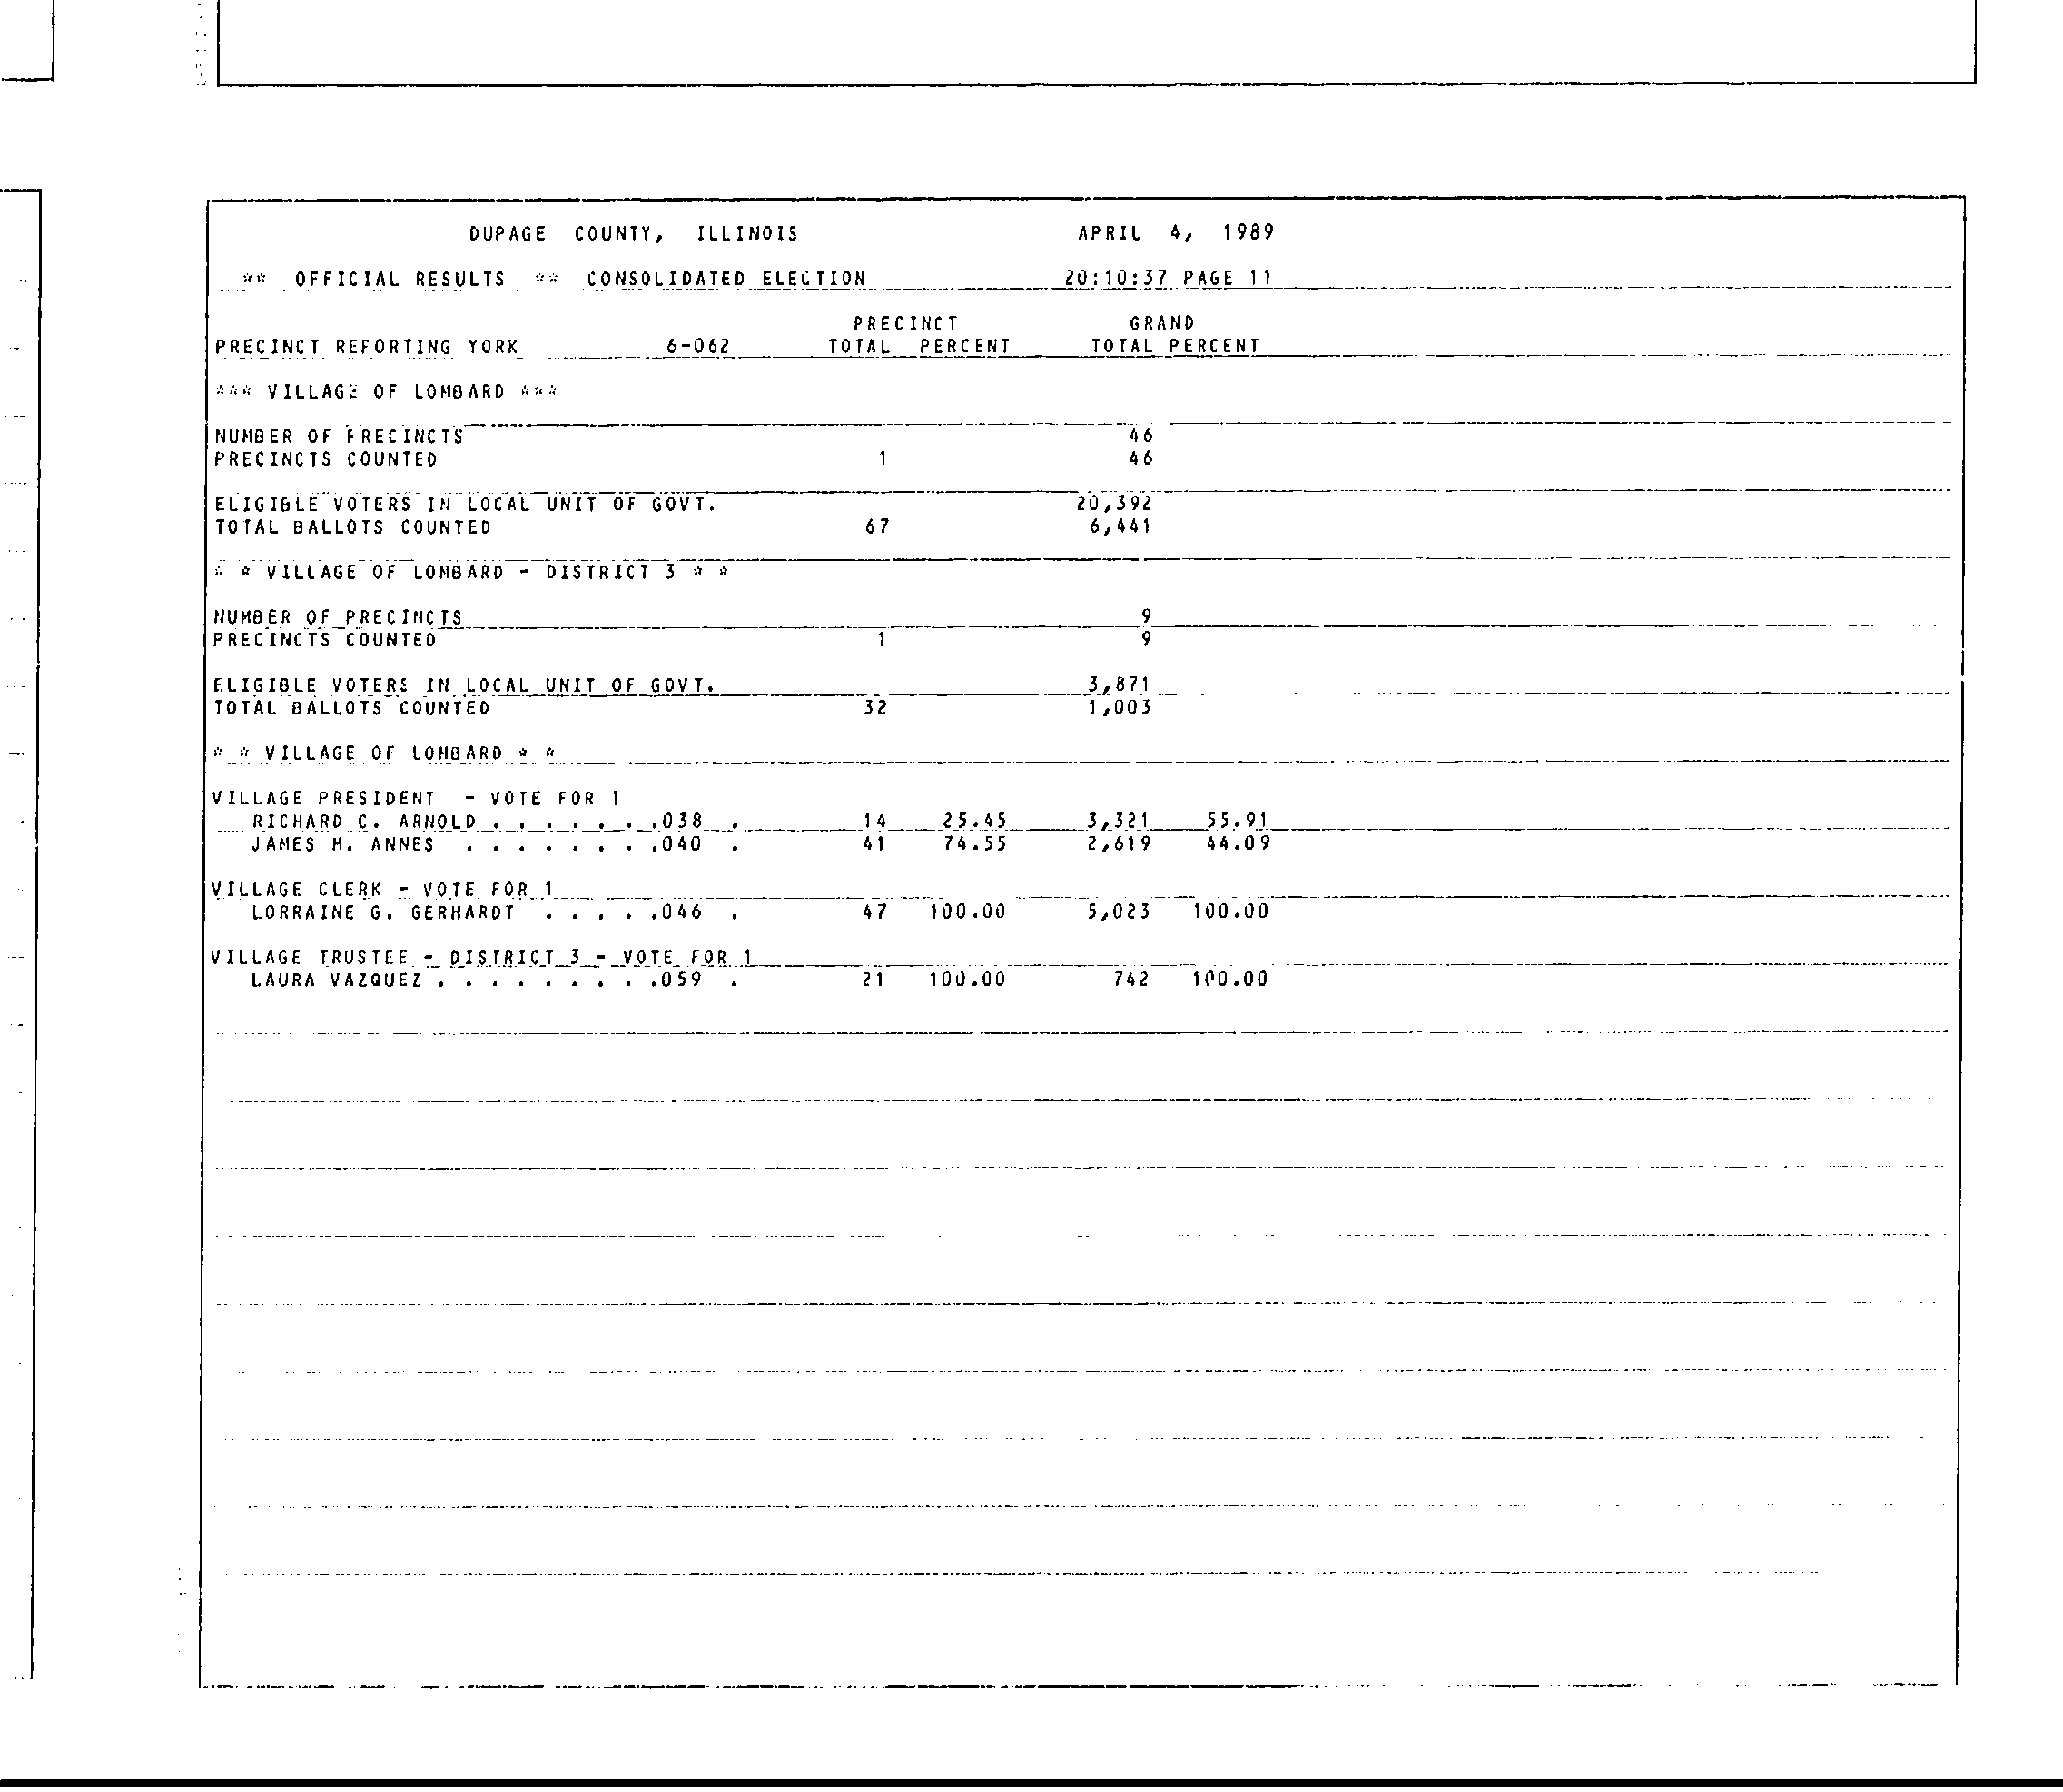 DUPAGE COUNTY, ILLINOIS APRIL 4, 1989
** OFFICIAL RESULTS ** CONSOLIDATED ELECTION 20:10:37 PAGE 11
PRECINCT GRAND
PRECINCT REPORTING YORK 6-062 TOTAL PERCENT TOTAL PERCENT
*** VILLAGE OF LOMBARD ***
NUMBER OF PRECINCTS 46
PRECINCTS COUNTED 1 46
ELIGIBLE VOTERS IN LOCAL UNIT OF GOVT. 20,392
TOTAL BALLOTS COUNTED 67 6,441
* * VILLAGE OF LOMBARD - DISTRICT 3 * *
NUMBER OF PRECINCTS 9
PRECINCTS COUNTED 1 9
ELIGIBLE VOTERS IN LOCAL UNIT OF GOVT. 3,871
TOTAL BALLOTS COUNTED 32 1,003
* * VILLAGE OF LOMBARD * *
VILLAGE PRESIDENT - VOTE FOR 1
RICHARD C. ARNOLD . . . . . . .038 . 14 25.45 3,321 55.91
JAMES M. ANNES . . . . . . . .040 . 41 74.55 2,619 44.09
VILLAGE CLERK - VOTE FOR 1
LORRAINE G. GERHARDT . . . . .046 . 47 100.00 5,023 100.00
VILLAGE TRUSTEE - DISTRICT 3 - VOTE FOR 1
LAURA VAZQUEZ . . . . . . . . .059 . 21 100.00 742 100.00